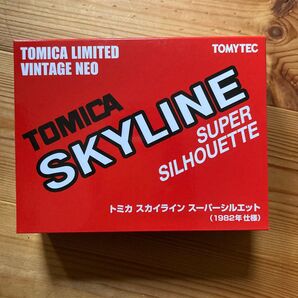 TOMICA LIMITED
VINTAGE NEO
TOMYTEC
TOMICA
SKYLINE
SUPER
SILHOUETTE
トミカ スカイライン スーパーシルエット
（1982年仕様）